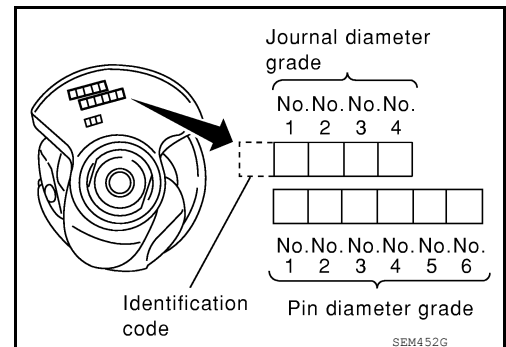 Journal diameter
grade
No. No. No. No.
1 2 3 4
No. No. No. No. No. No.
1 2 3 4 5 6
Identification
code
Pin diameter grade
SEM452G